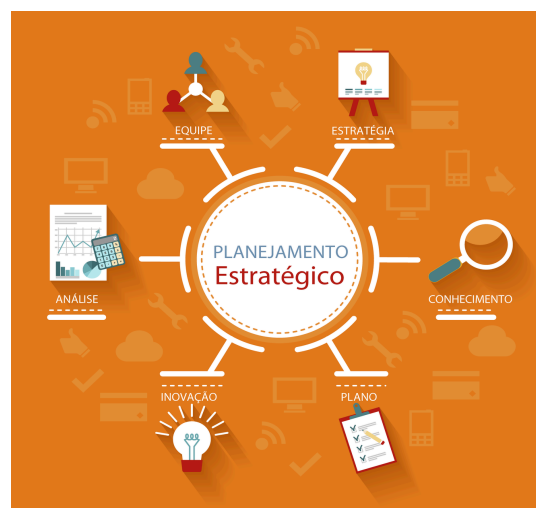 EQUIPE
ESTRATÉGIA
PLANEJAMENTO
Estratégico
ANÁLISE
CONHECIMENTO
INOVAÇÃO
PLANO